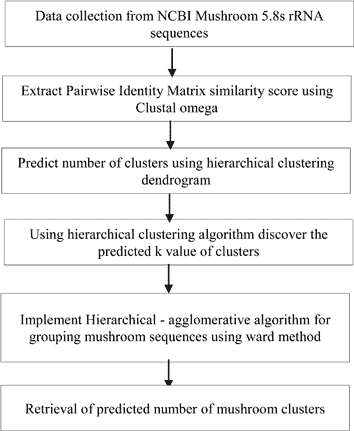 Data collection from NCBI Mushroom 5.8s rRNA
sequences
Extract Pairwise Identity Matrix similarity score using
Clustal omega
Predict number of clusters using hierarchical clustering
dendrogram
Using hierarchical clustering algorithm discover the
predicted k value of clusters
Implement Hierarchical - agglomerative algorithm for
grouping mushroom sequences using ward method
Retrieval of predicted number of mushroom clusters